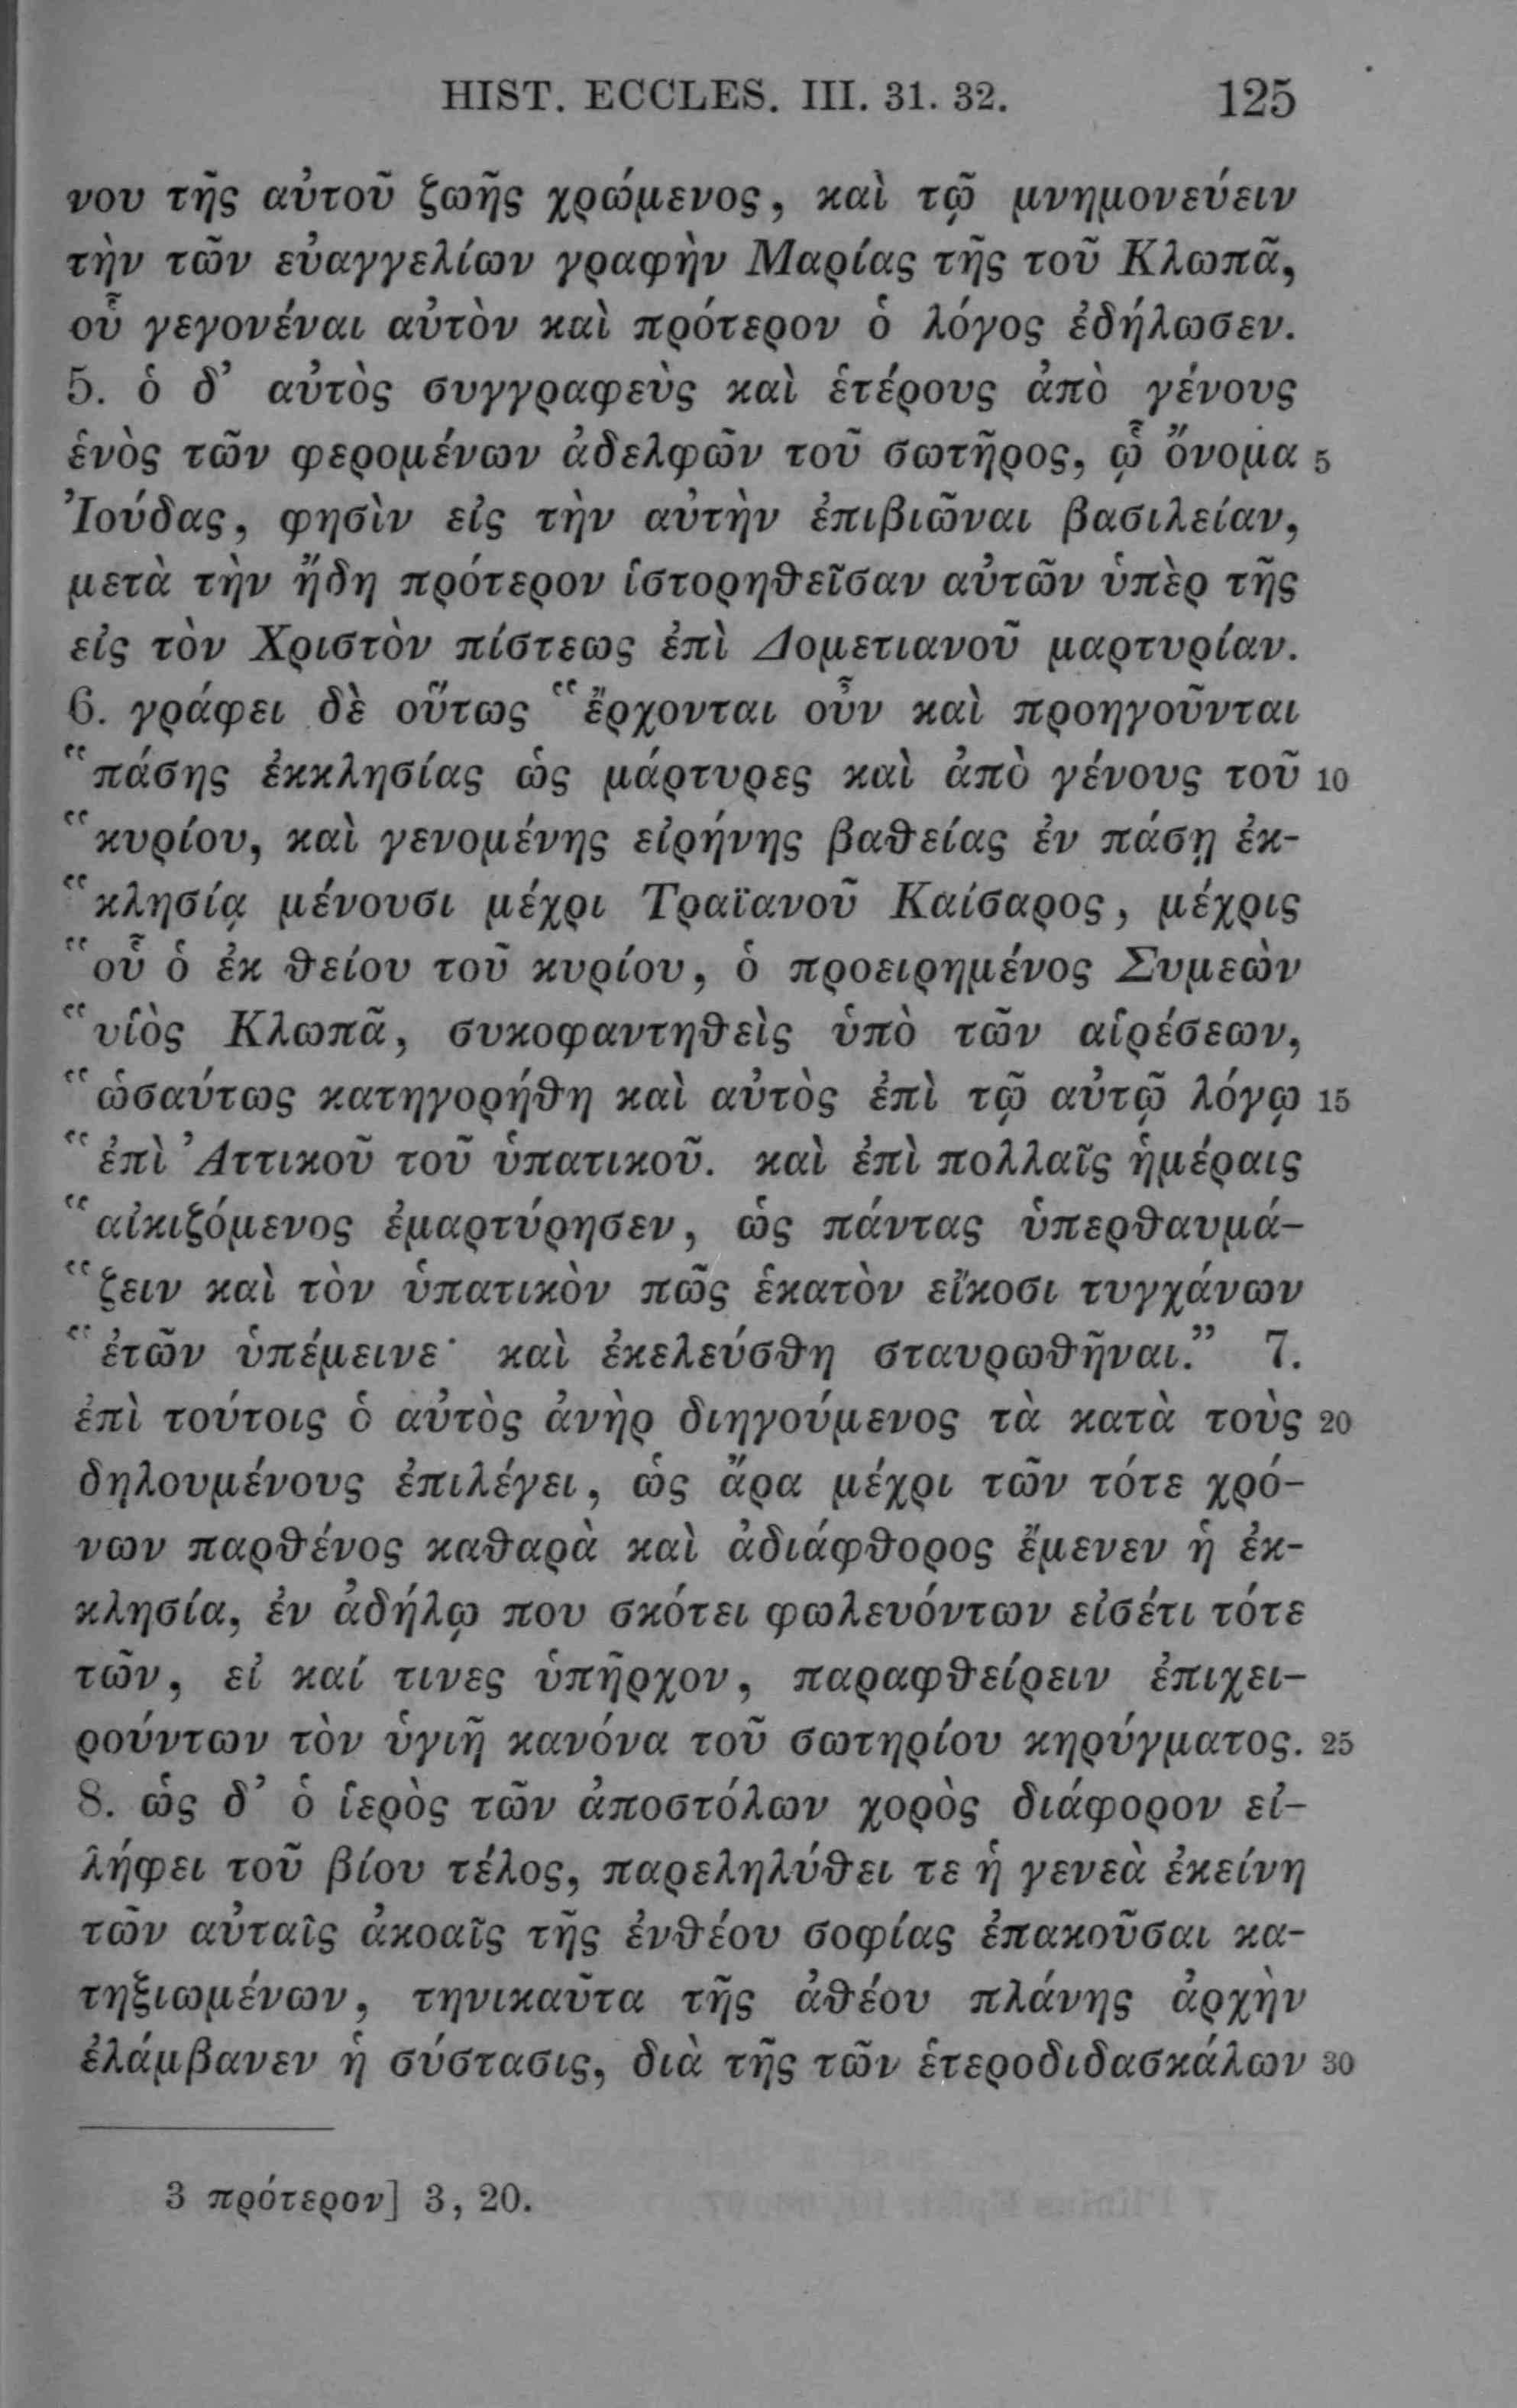 HIST. ECCLES. III. 31. 32. 125
νου τῆς αὐτοῦ ζωῆς χρώμενος, καὶ τῷ μνημονεύειν
τὴν τῶν εὐαγγελίων γραφὴν Μαρίας τῆς τοῦ Κλωπᾶ,
οὗ γεγονέναι αὐτὸν καὶ πρότερον ὁ λόγος ἐδήλωσεν.
5. ὁ δ’ αὐτὸς συγγραφεὺς καὶ ἑτέρους ἀπὸ γένους
ἑνὸς τῶν φερομένων ἀδελφῶν τοῦ σωτῆρος, ᾧ ὄνομα 5
Ἰούδας, φησὶν εἰς τὴν αὐτὴν ἐπιβιῶναι βασιλείαν,
μετὰ τὴν ἤδη πρότερον ἱστορηθεῖσαν αὐτῶν ὑπὲρ τῆς
εἰς τὸν Χριστὸν πίστεως ἐπὶ Δομετιανοῦ μαρτυρίαν.
6. γράφει δὲ οὕτως “ἔρχονται οὖν καὶ προηγοῦνται
“πάσης ἐκκλησίας ὡς μάρτυρες καὶ ἀπὸ γένους τοῦ 10
“κυρίου, καὶ γενομένης εἰρήνης βαθείας ἐν πάσῃ ἐκ-
“κλησίᾳ μένουσι μέχρι Τραϊανοῦ Καίσαρος, μέχρις
“οὗ ὁ ἐκ θείου τοῦ κυρίου, ὁ προειρημένος Συμεὼν
“υἱὸς Κλωπᾶ, συκοφαντηθεὶς ὑπὸ τῶν αἱρέσεων,
“ὡσαύτως κατηγορήθη καὶ αὐτὸς ἐπὶ τῷ αὐτῷ λόγῳ 15
“ἐπὶ Ἀττικοῦ τοῦ ὑπατικοῦ. καὶ ἐπὶ πολλαῖς ἡμέραις
“αἰκιζόμενος ἐμαρτύρησεν, ὡς πάντας ὑπερθαυμά-
“ζειν καὶ τὸν ὑπατικὸν πῶς ἑκατὸν εἴκοσι τυγχάνων
“ἐτῶν ὑπέμεινε· καὶ ἐκελεύσθη σταυρωθῆναι.” 7.
ἐπὶ τούτοις ὁ αὐτὸς ἀνὴρ διηγούμενος τὰ κατὰ τοὺς 20
δηλουμένους ἐπιλέγει, ὡς ἄρα μέχρι τῶν τότε χρό-
νων παρθένος καθαρὰ καὶ ἀδιάφθορος ἔμενεν ἡ ἐκ-
κλησία, ἐν ἀδήλῳ που σκότει φωλευόντων εἰσέτι τότε
τῶν, εἰ καί τινες ὑπῆρχον, παραφθείρειν ἐπιχει-
ρούντων τὸν ὑγιῆ κανόνα τοῦ σωτηρίου κηρύγματος. 25
8. ὡς δ’ ὁ ἱερὸς τῶν ἀποστόλων χορὸς διάφορον εἰ-
λήφει τοῦ βίου τέλος, παρεληλύθει τε ἡ γενεὰ ἐκείνη
τῶν αὐταῖς ἀκοαῖς τῆς ἐνθέου σοφίας ἐπακοῦσαι κα-
τηξιωμένων, τηνικαῦτα τῆς ἀθέου πλάνης ἀρχὴν
ἐλάμβανεν ἡ σύστασις, διὰ τῆς τῶν ἑτεροδιδασκάλων 30
3 πρότερον] 3, 20.